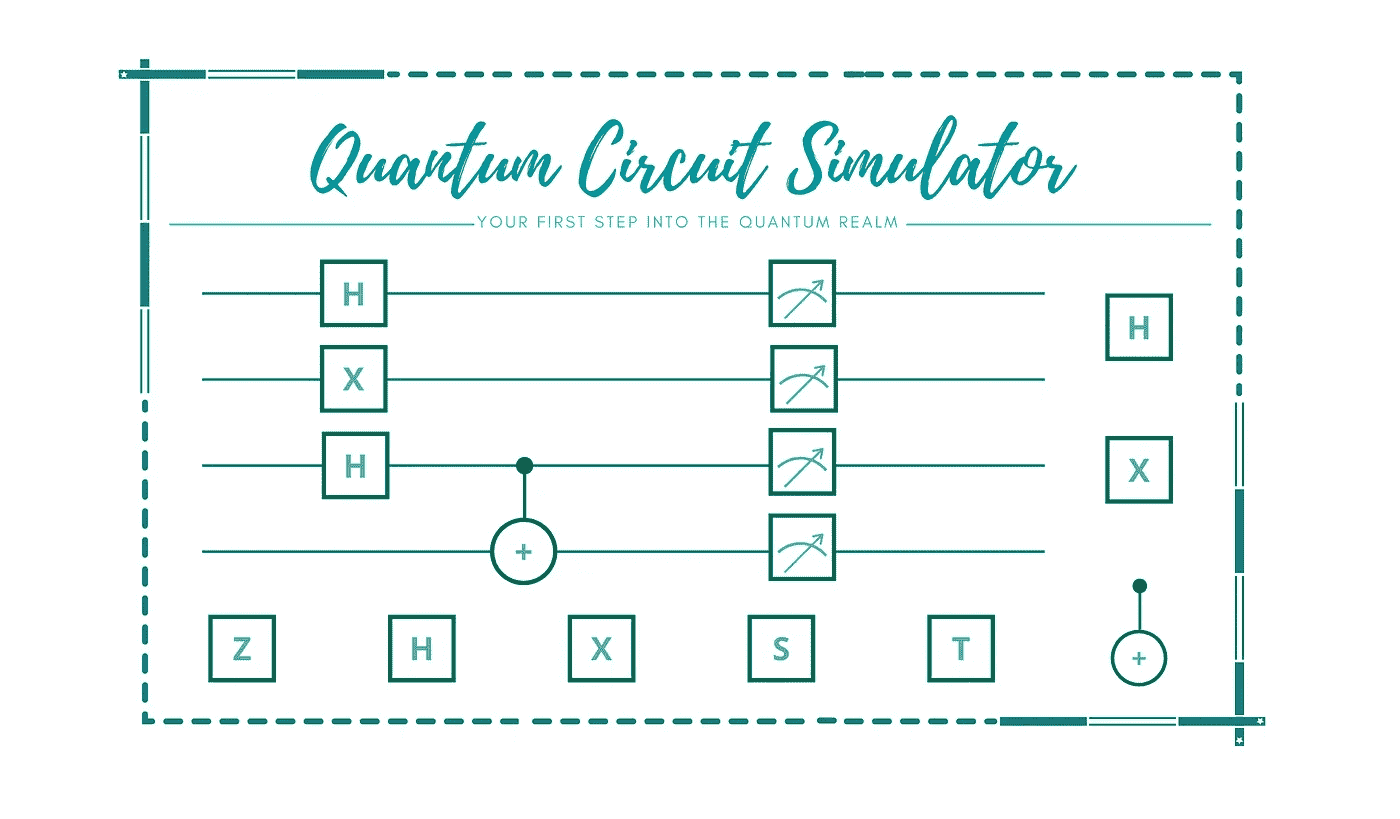 Quantum Circuit Simulator
YOUR FIRST STEP INTO THE QUANTUM REALM
H
H
X
H
X
+
Z H X S T +